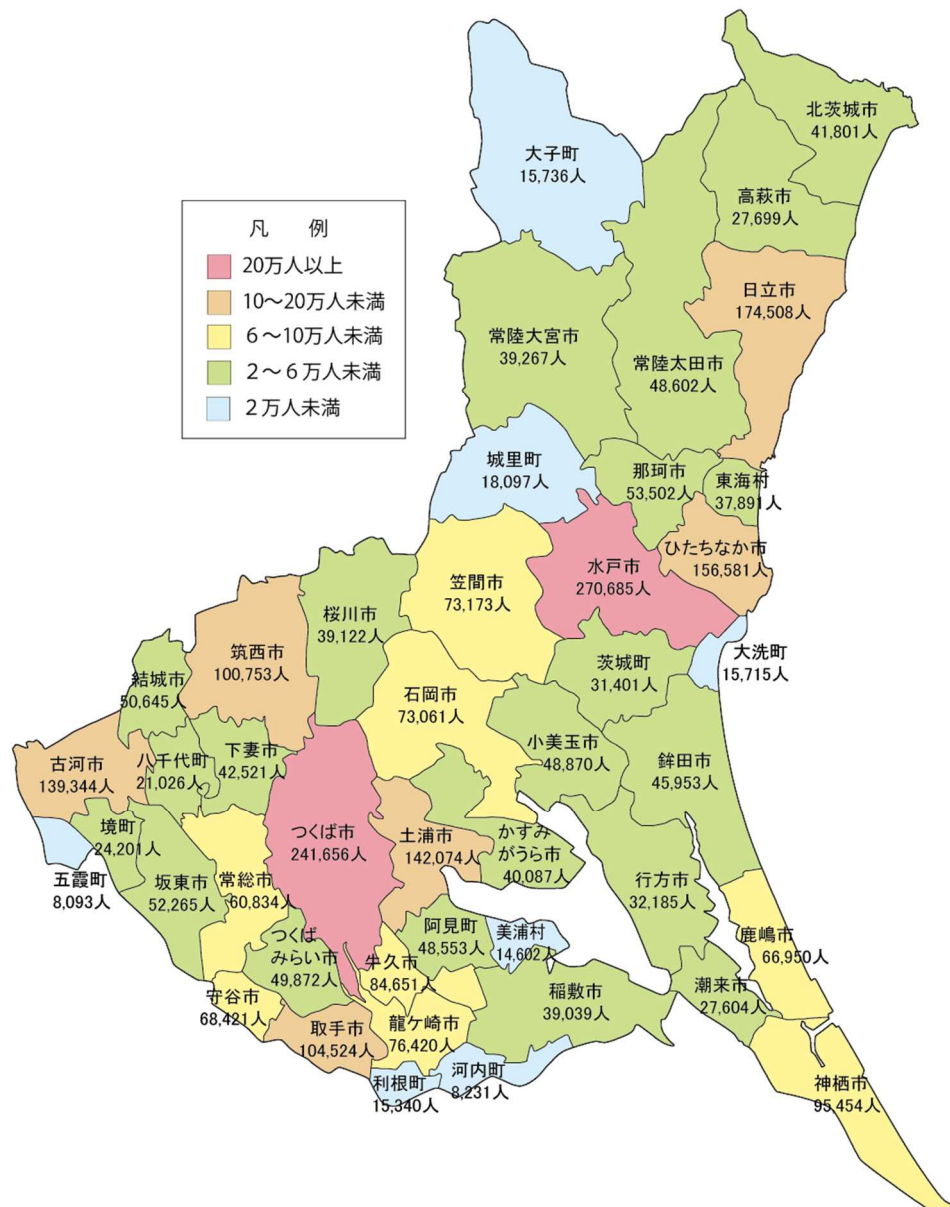 北茨城市
41,801人
大子町
15,736人
高萩市
27,699人
凡　例
20万人以上
10〜20万人未満
6〜10万人未満
2〜6万人未満
2万人未満
日立市
174,508人
常陸大宮市
39,267人
常陸太田市
48,602人
城里町
18,097人
那珂市
53,502人
東海村
37,891人
ひたちなか市
156,581人
水戸市
270,685人
笠間市
73,173人
桜川市
39,122人
筑西市
100,753人
大洗町
15,715人
茨城町
31,401人
結城市
50,645人
石岡市
73,061人
小美玉市
48,870人
鉾田市
45,953人
古河市
139,344人
八千代町
21,026人
下妻市
42,521人
境町
24,201人
つくば市
241,656人
土浦市
142,074人
かすみ
がうら市
40,087人
五霞町
8,093人
坂東市
52,265人
常総市
60,834人
行方市
32,185人
阿見町
48,553人
美浦村
14,602人
鹿嶋市
66,950人
つくば
みらい市
49,872人
牛久市
84,651人
稲敷市
39,039人
潮来市
27,604人
守谷市
68,421人
取手市
104,524人
龍ケ崎市
76,420人
利根町
15,340人
河内町
8,231人
神栖市
95,454人